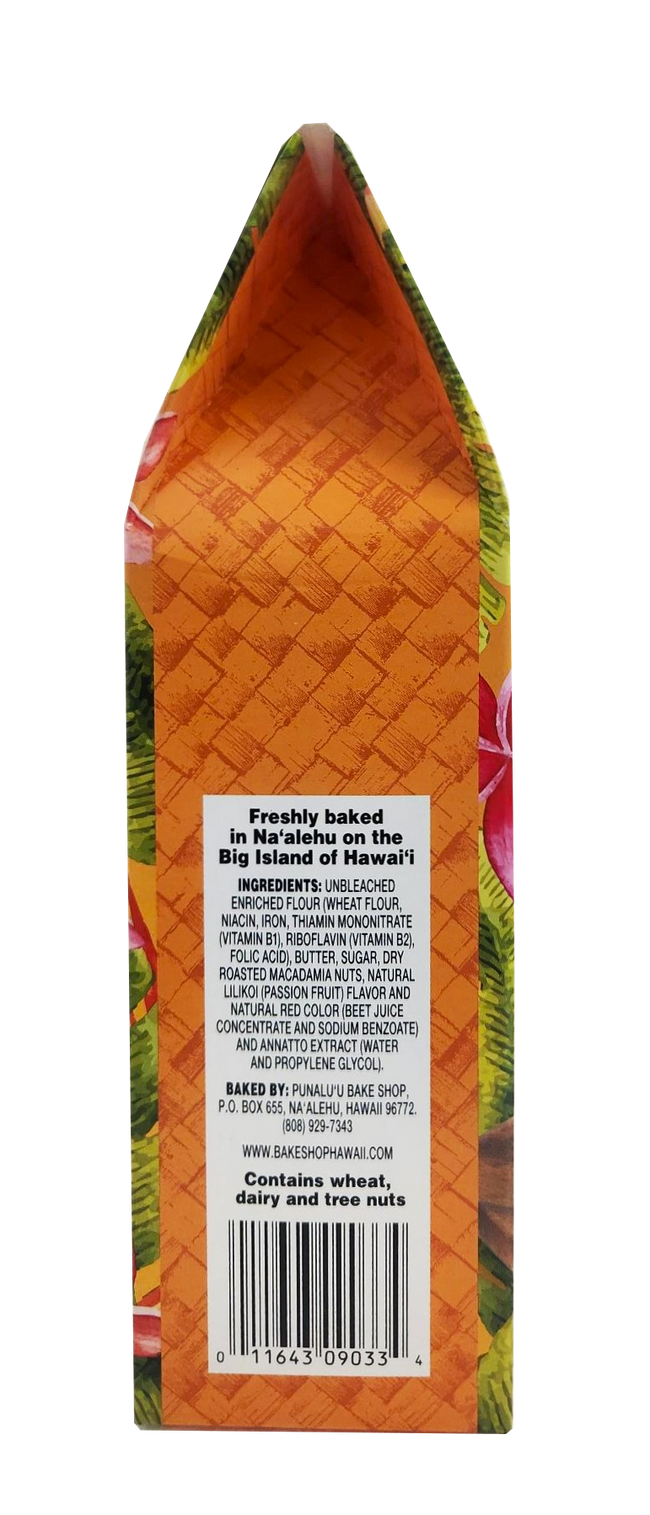 Freshly baked
in Na‘alehu on the
Big Island of Hawai‘i
INGREDIENTS: UNBLEACHED
ENRICHED FLOUR (WHEAT FLOUR,
NIACIN, IRON, THIAMIN MONONITRATE
(VITAMIN B1), RIBOFLAVIN (VITAMIN B2),
FOLIC ACID), BUTTER, SUGAR, DRY
ROASTED MACADAMIA NUTS, NATURAL
LILIKOI (PASSION FRUIT) FLAVOR AND
NATURAL RED COLOR (BEET JUICE
CONCENTRATE AND SODIUM BENZOATE)
AND ANNATTO EXTRACT (WATER
AND PROPYLENE GLYCOL).
BAKED BY: PUNALU‘U BAKE SHOP,
P.O. BOX 655, NA‘ALEHU, HAWAII 96772.
(808) 929-7343
WWW.BAKESHOPHAWAII.COM
Contains wheat,
dairy and tree nuts
0 11643 09033 4